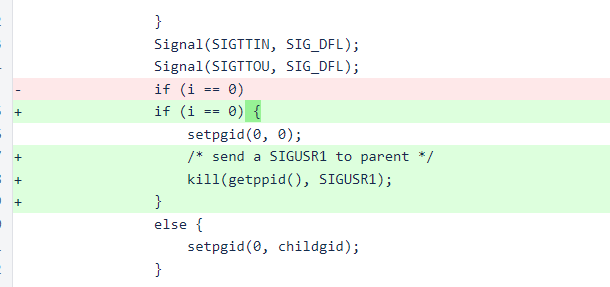 }
Signal(SIGTTIN, SIG_DFL);
Signal(SIGTTOU, SIG_DFL);
- if (i == 0)
+ if (i == 0) {
setpgid(0, 0);
+ /* send a SIGUSR1 to parent */
+ kill(getppid(), SIGUSR1);
+ }
else {
setpgid(0, childgid);
}